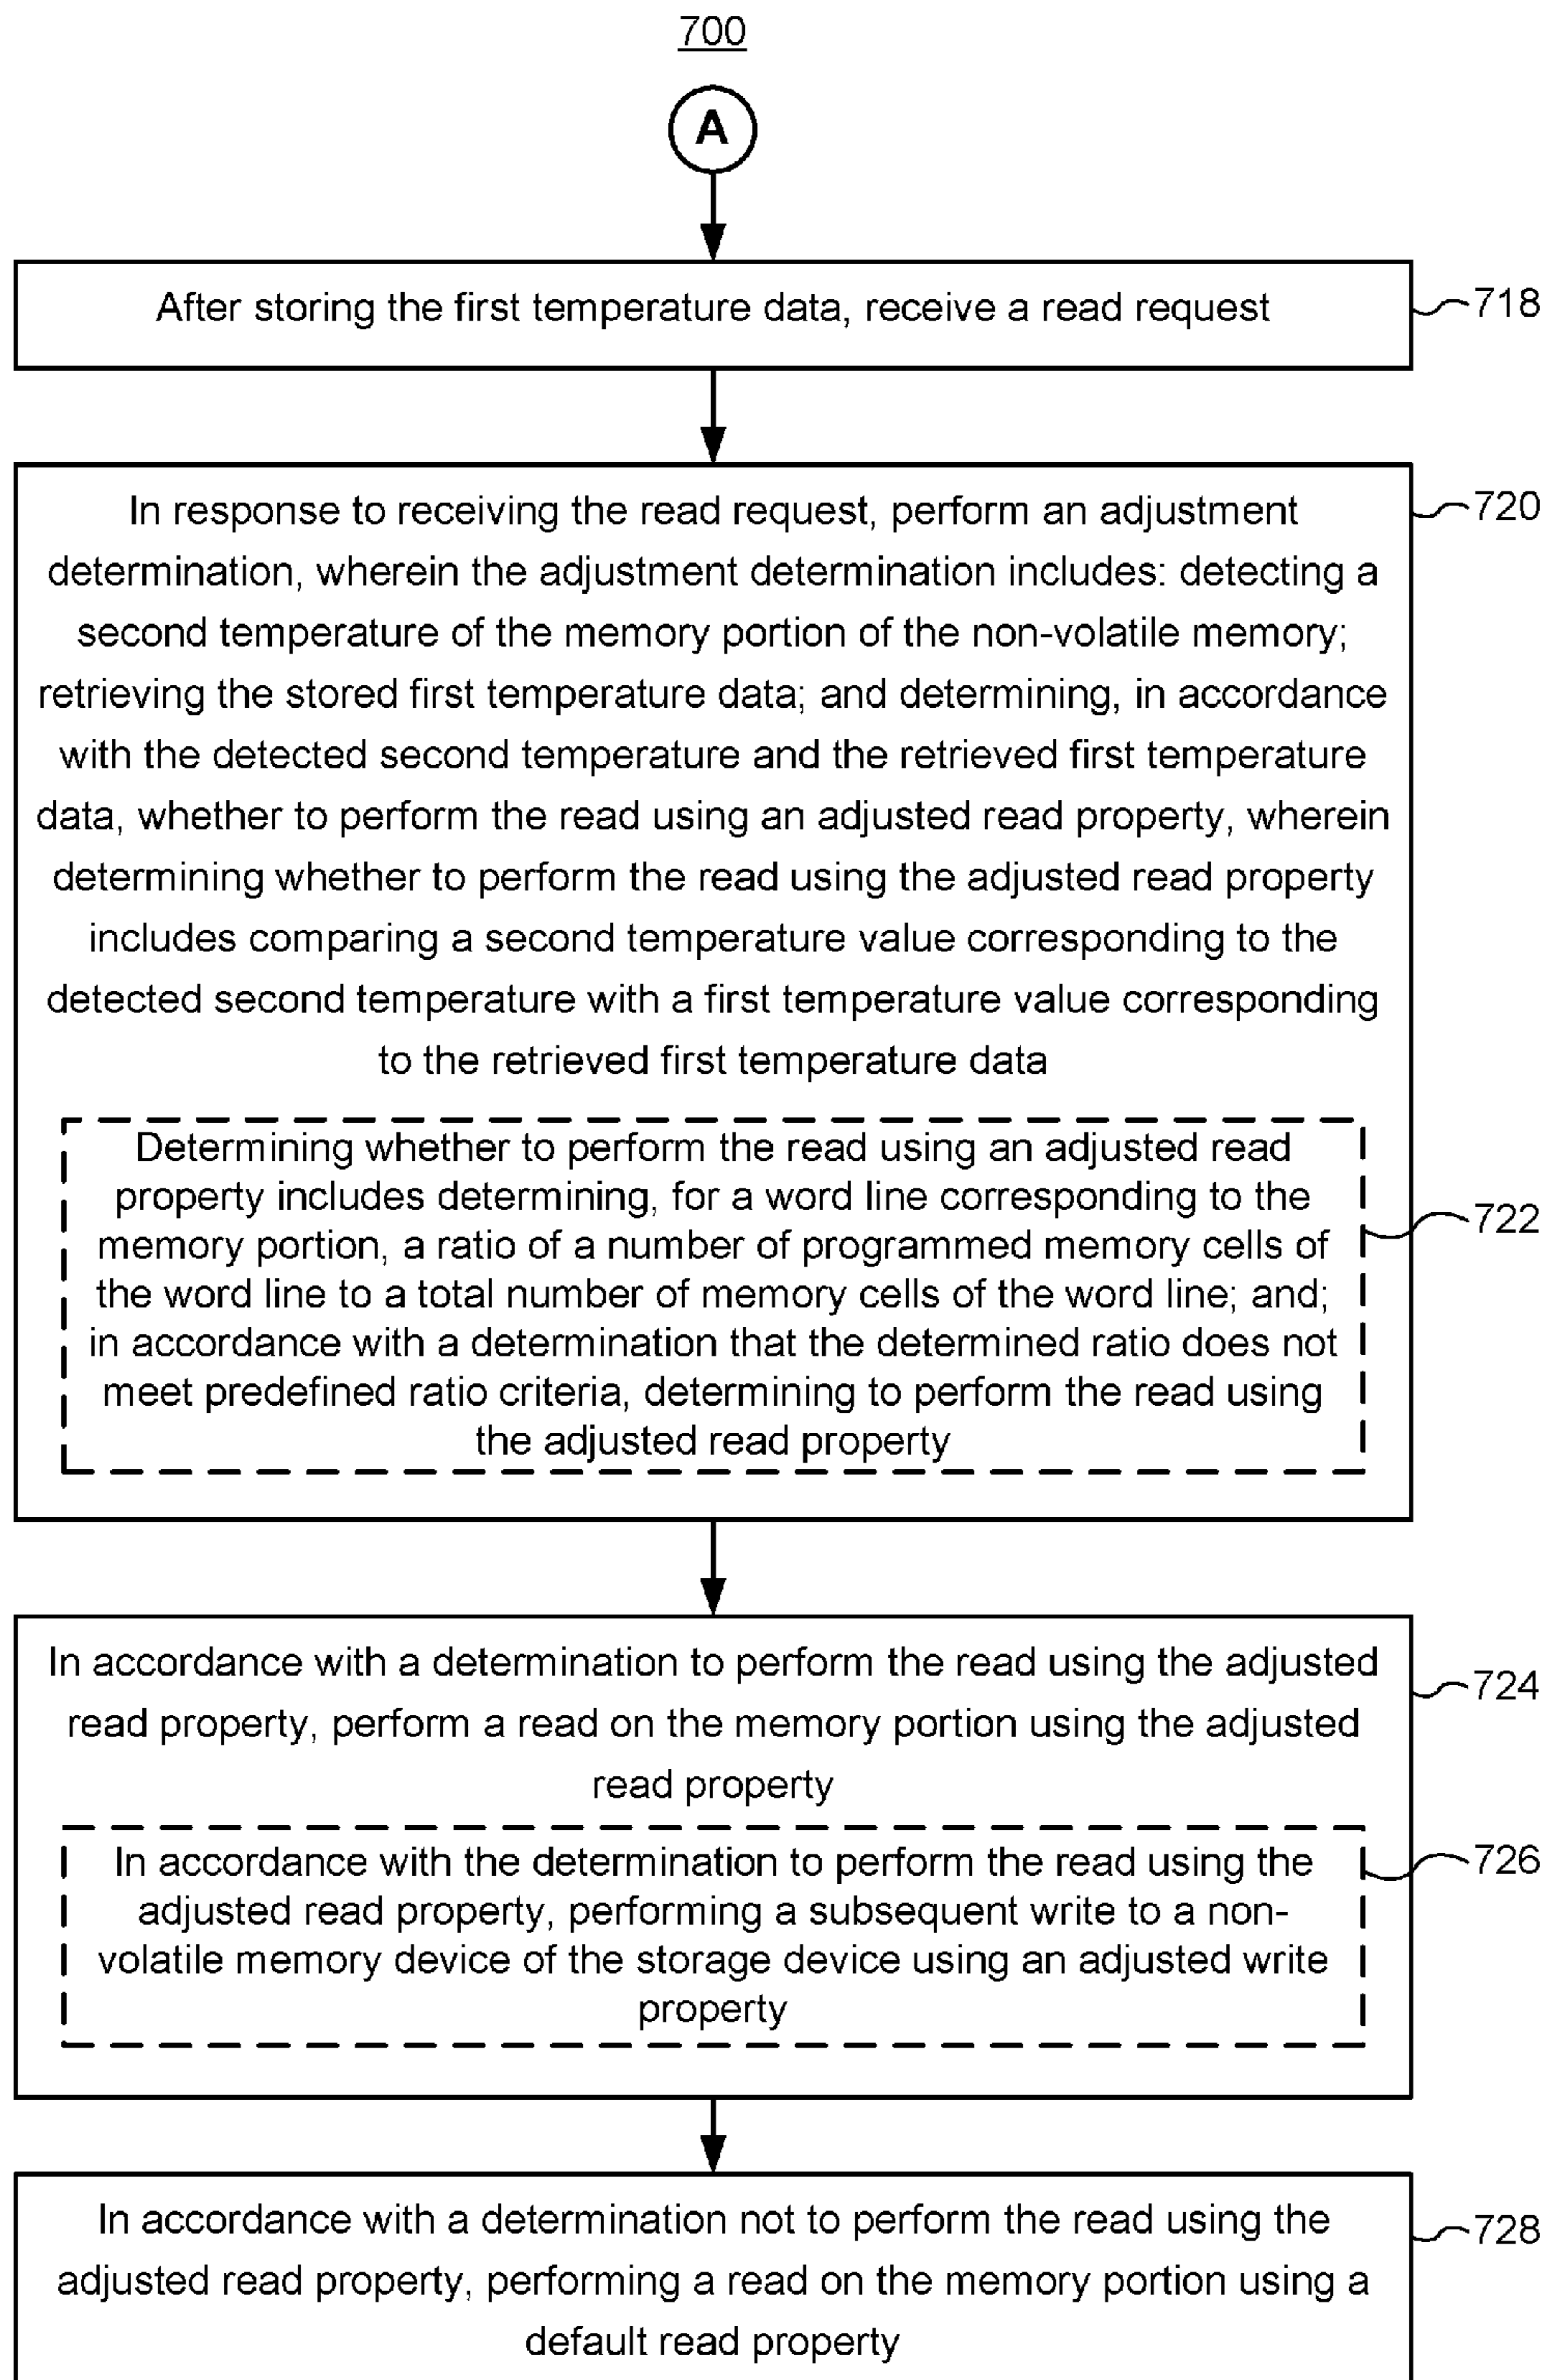 700
A
After storing the first temperature data, receive a read request
718
In response to receiving the read request, perform an adjustment
720
determination, wherein the adjustment determination includes: detecting a
second temperature of the memory portion of the non-volatile memory;
retrieving the stored first temperature data; and determining, in accordance
with the detected second temperature and the retrieved first temperature
data, whether to perform the read using an adjusted read property, wherein
determining whether to perform the read using the adjusted read property
includes comparing a second temperature value corresponding to the
detected second temperature with a first temperature value corresponding
to the retrieved first temperature data
Determining whether to perform the read using an adjusted read
property includes determining, for a word line corresponding to the
722
memory portion, a ratio of a number of programmed memory cells of
the word line to a total number of memory cells of the word line; and;
in accordance with a determination that the determined ratio does not
meet predefined ratio criteria, determining to perform the read using
the adjusted read property
In accordance with a determination to perform the read using the adjusted
724
read property, perform a read on the memory portion using the adjusted
read property
In accordance with the determination to perform the read using the
726
adjusted read property, performing a subsequent write to a non-
volatile memory device of the storage device using an adjusted write
property
In accordance with a determination not to perform the read using the
728
adjusted read property, performing a read on the memory portion using a
default read property